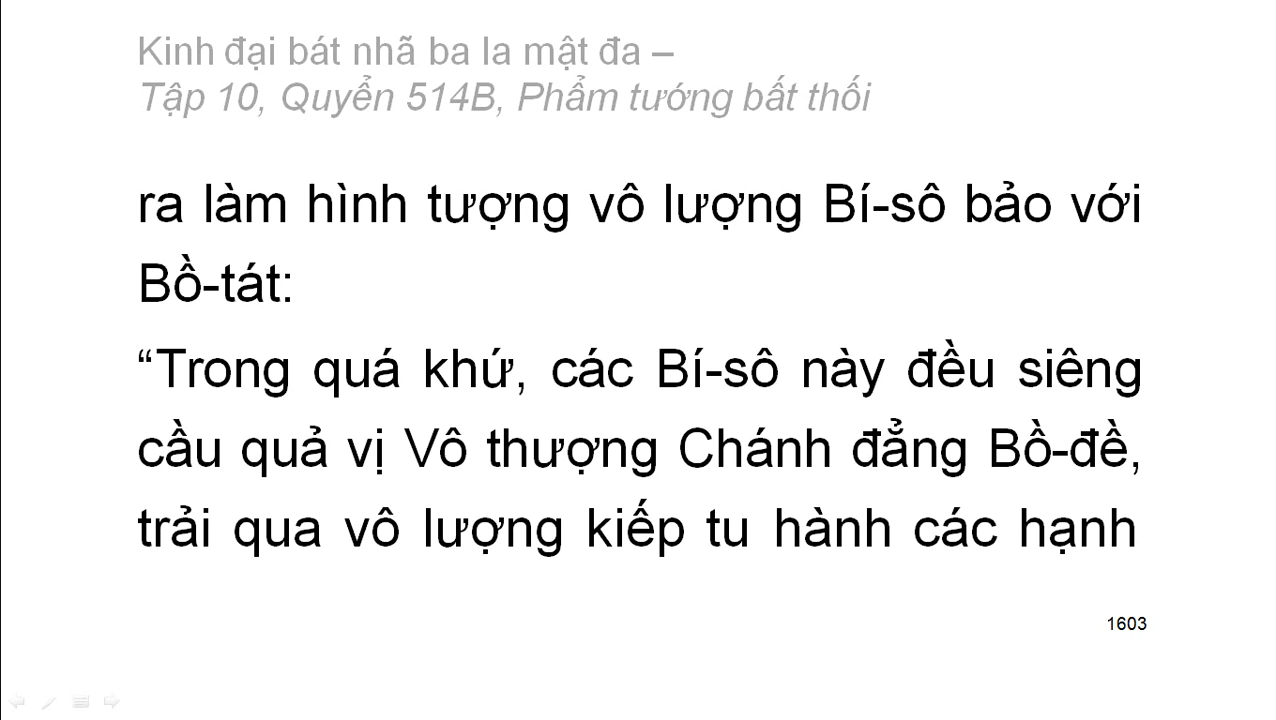 Kinh đại bát nhã ba la mật đa –
Tập 10, Quyển 514B, Phẩm tướng bất thối
ra làm hình tượng vô lượng Bí-sô bảo với
Bồ-tát:
“Trong quá khứ, các Bí-sô này đều siêng
cầu quả vị Vô thượng Chánh đẳng Bồ-đề,
trải qua vô lượng kiếp tu hành các hạnh
1603